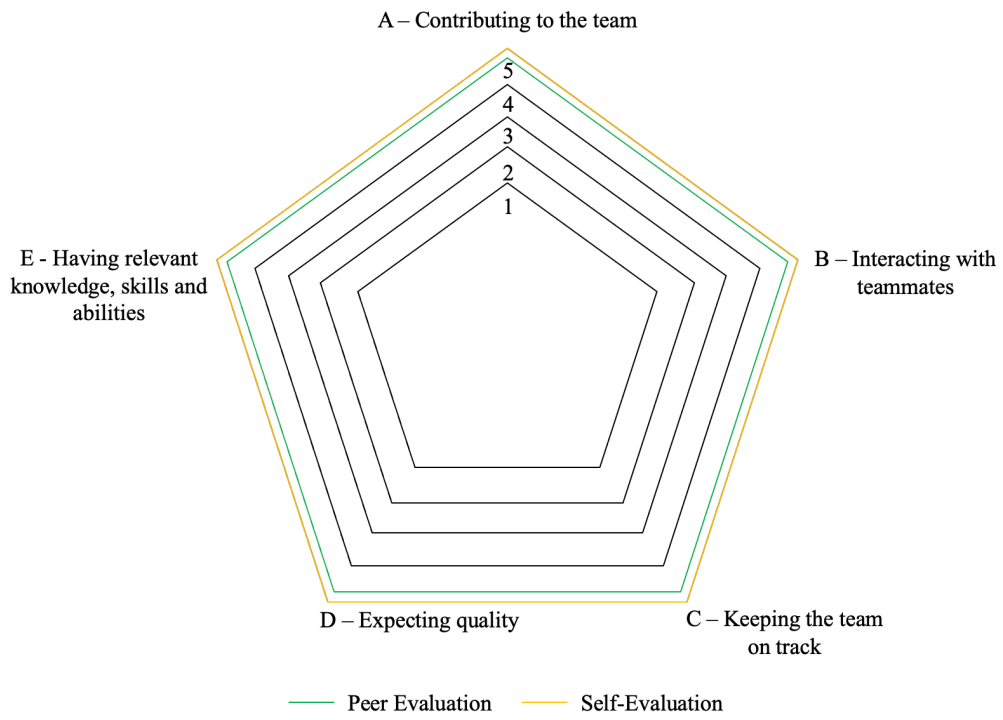 A – Contributing to the team
5
4
3
2
1
E - Having relevant
knowledge, skills and
abilities
B – Interacting with
teammates
D – Expecting quality
C – Keeping the team
on track
Peer Evaluation
Self-Evaluation